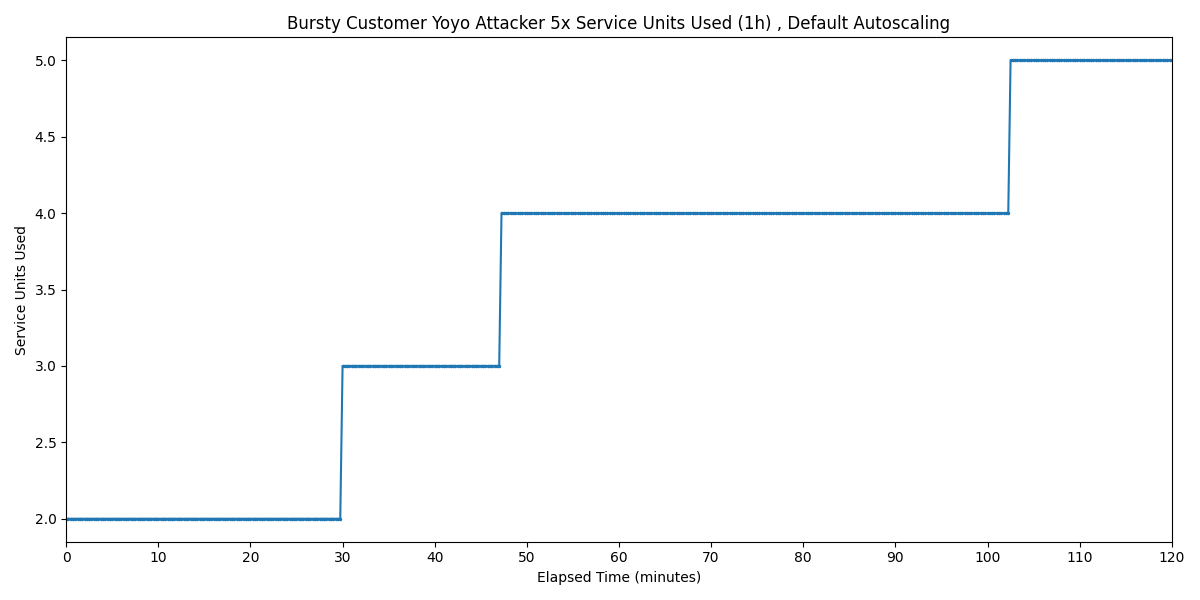 Bursty Customer Yoyo Attacker 5x Service Units Used (1h) , Default Autoscaling
5.0
4.5
4.0
3.5
3.0
2.5
2.0
Service Units Used
0 10 20 30 40 50 60 70 80 90 100 110 120
Elapsed Time (minutes)